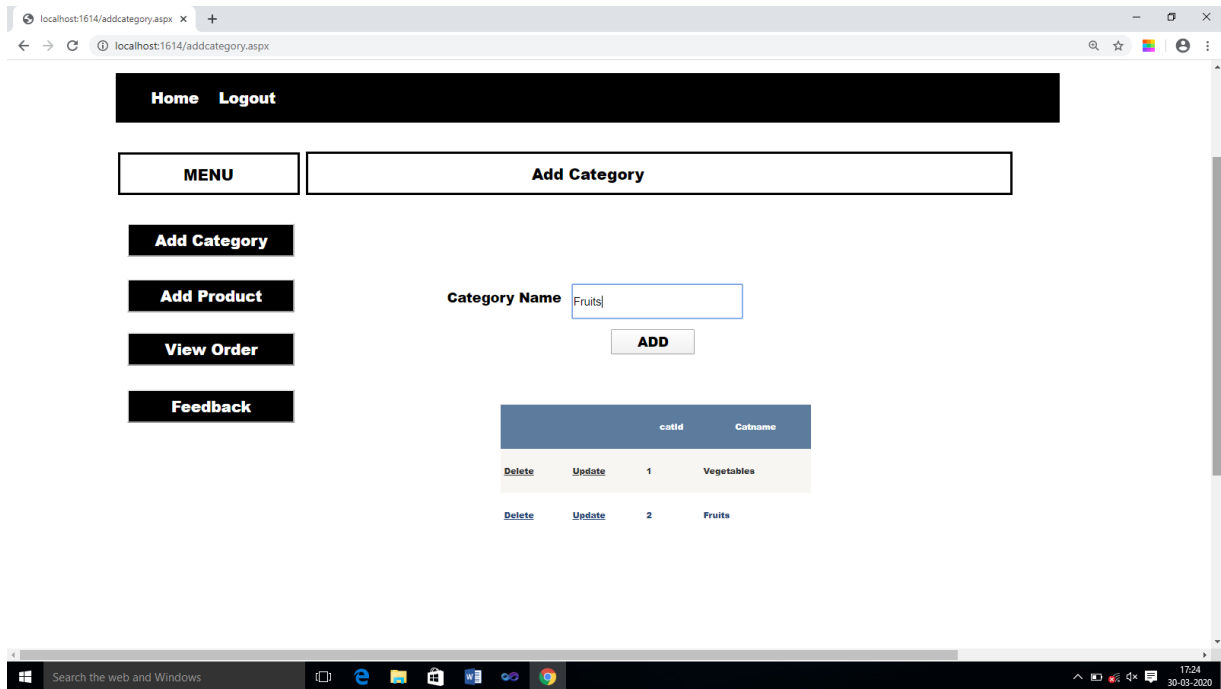 localhost:1614/addcategory.aspx
localhost:1614/addcategory.aspx
Home Logout
MENU
Add Category
Add Category
Add Product
View Order
Feedback
Category Name Fruits
ADD
catId Catname
Delete Update 1 Vegetables
Delete Update 2 Fruits
Search the web and Windows
17:24
30-03-2020